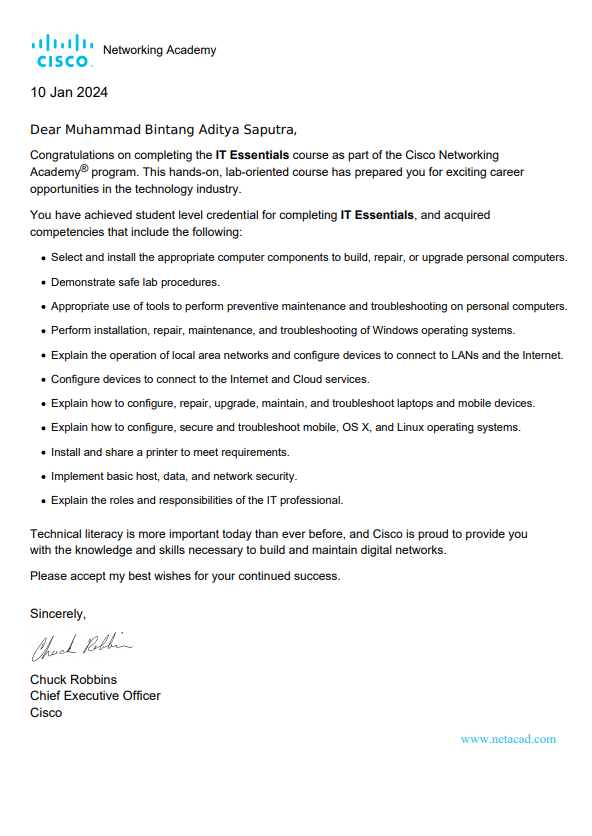 CISCO
Networking Academy
10 Jan 2024
Dear Muhammad Bintang Aditya Saputra,
Congratulations on completing the IT Essentials course as part of the Cisco Networking
Academy® program. This hands-on, lab-oriented course has prepared you for exciting career
opportunities in the technology industry.
You have achieved student level credential for completing IT Essentials, and acquired
competencies that include the following:
• Select and install the appropriate computer components to build, repair, or upgrade personal computers.
• Demonstrate safe lab procedures.
• Appropriate use of tools to perform preventive maintenance and troubleshooting on personal computers.
• Perform installation, repair, maintenance, and troubleshooting of Windows operating systems.
• Explain the operation of local area networks and configure devices to connect to LANs and the Internet.
• Configure devices to connect to the Internet and Cloud services.
• Explain how to configure, repair, upgrade, maintain, and troubleshoot laptops and mobile devices.
• Explain how to configure, secure and troubleshoot mobile, OS X, and Linux operating systems.
• Install and share a printer to meet requirements.
• Implement basic host, data, and network security.
• Explain the roles and responsibilities of the IT professional.
Technical literacy is more important today than ever before, and Cisco is proud to provide you
with the knowledge and skills necessary to build and maintain digital networks.
Please accept my best wishes for your continued success.
Sincerely,
Chuck Robbins
Chuck Robbins
Chief Executive Officer
Cisco
www.netacad.com